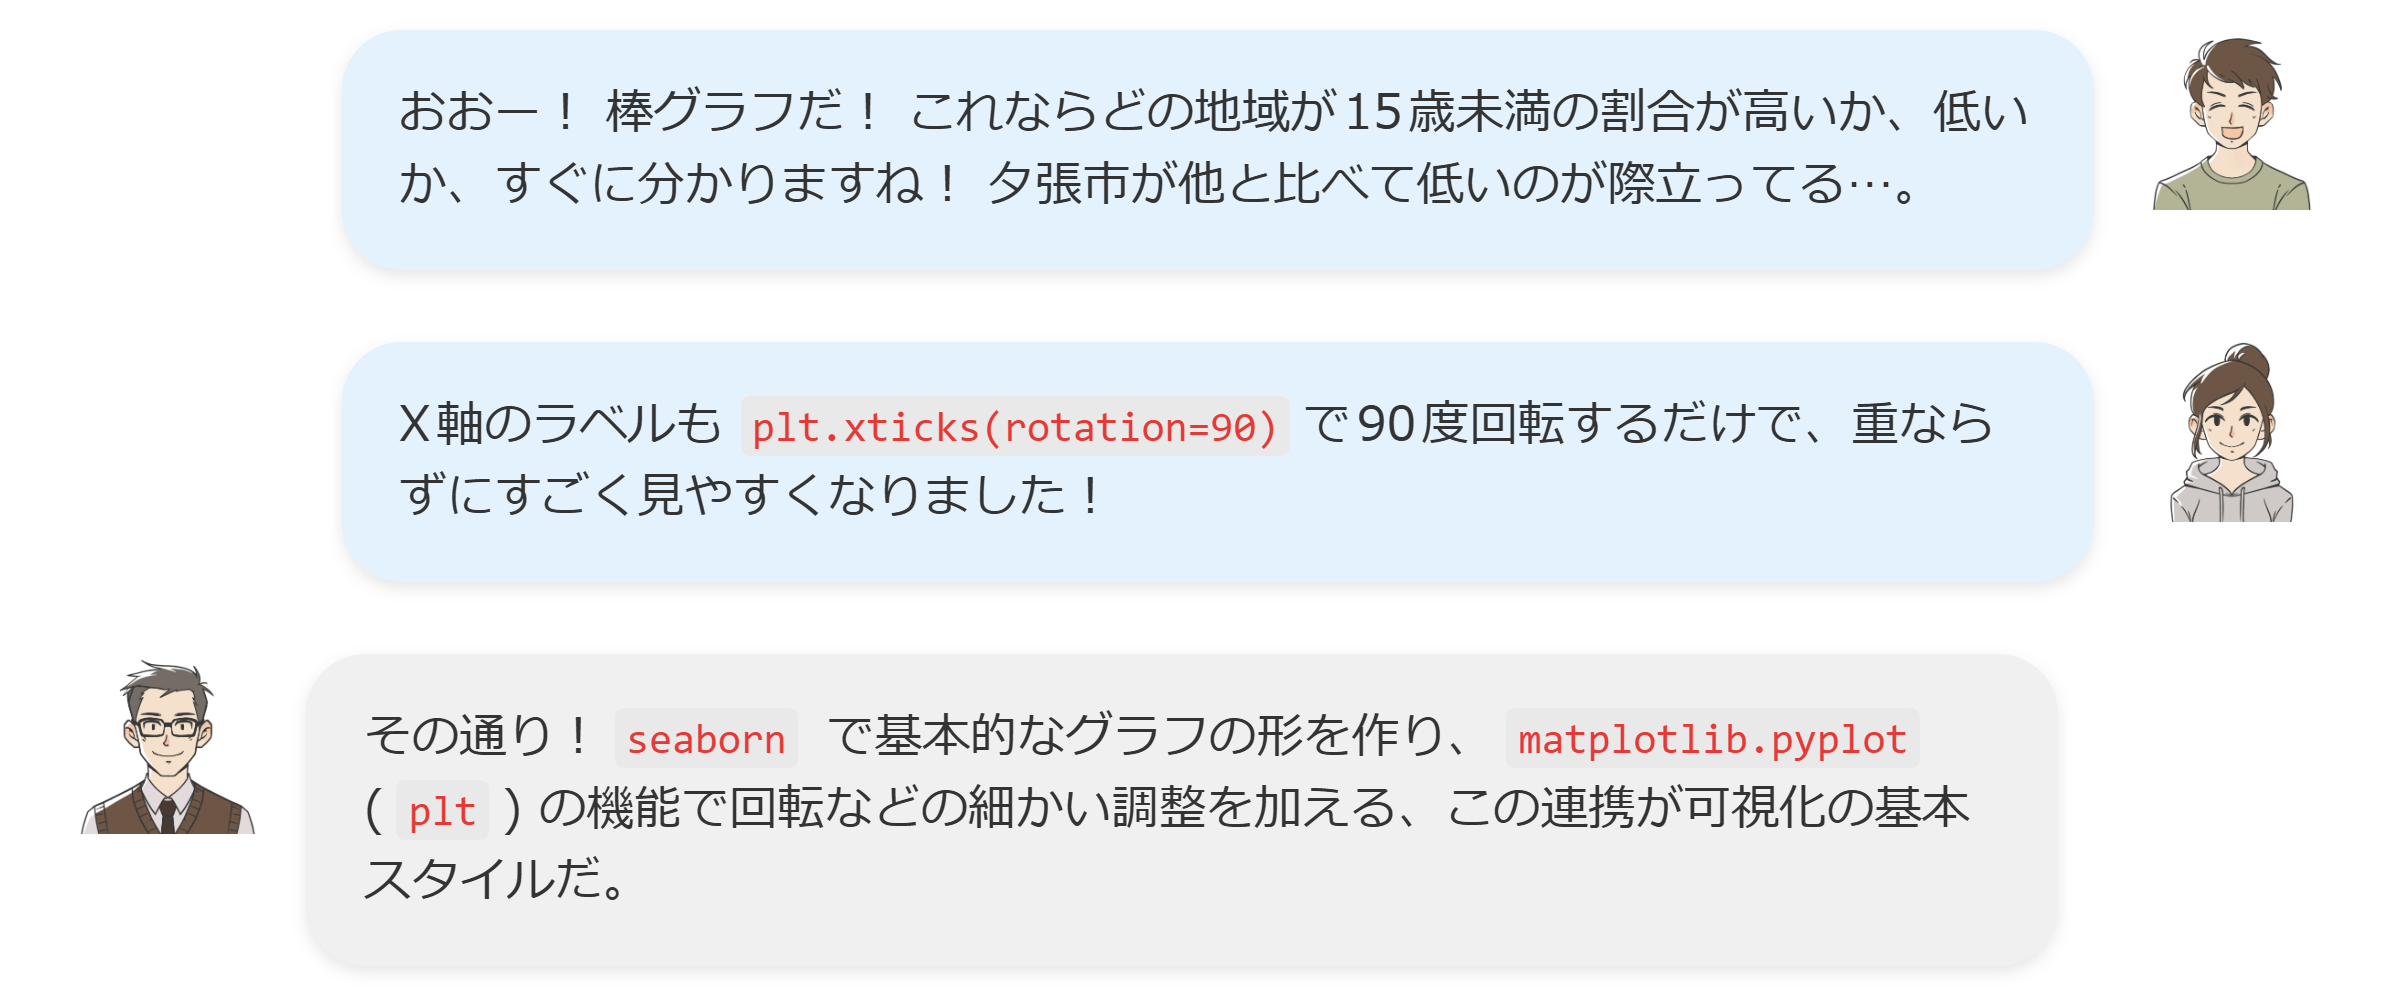 おおー！ 棒グラフだ！ これならどの地域が15歳未満の割合が高いか、低い
か、すぐに分かりますね！ 夕張市が他と比べて低いのが際立ってる…。
X軸のラベルも plt.xticks(rotation=90) で90度回転するだけで、重なら
ずにすごく見やすくなりました！
その通り！ seaborn で基本的なグラフの形を作り、 matplotlib.pyplot
( plt ) の機能で回転などの細かい調整を加える、この連携が可視化の基本
スタイルだ。